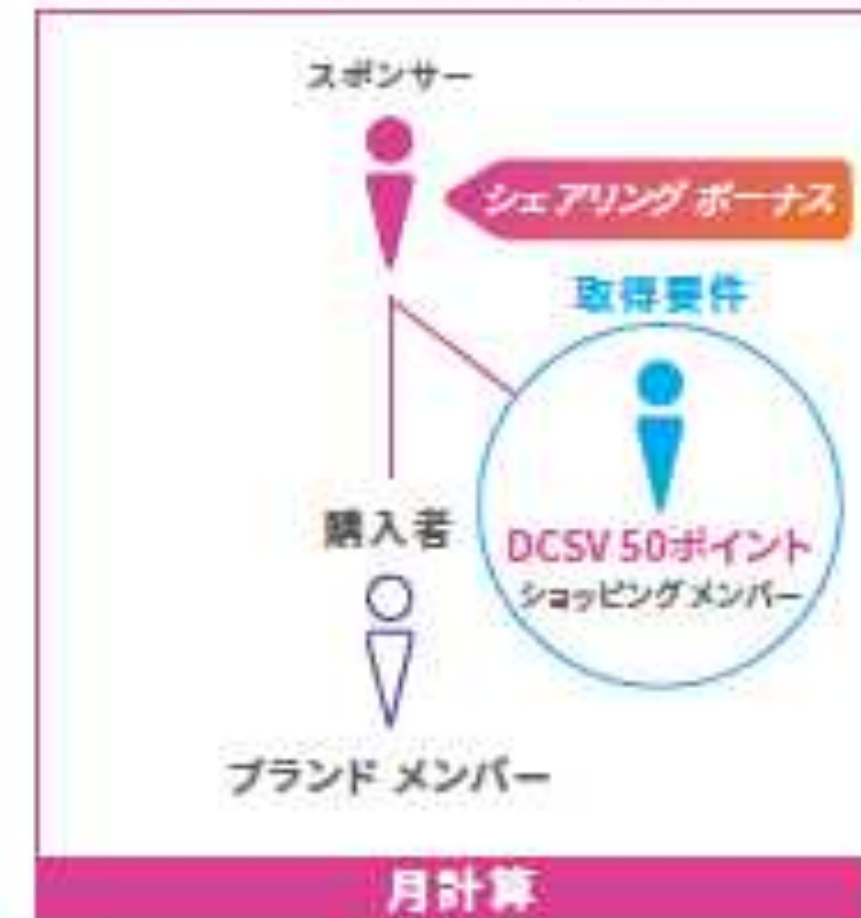 スポンサー
シェアリング ボーナス
取得要件
DCSV 50ポイント
ショッピング メンバー
購入者
ブランド メンバー
月計算